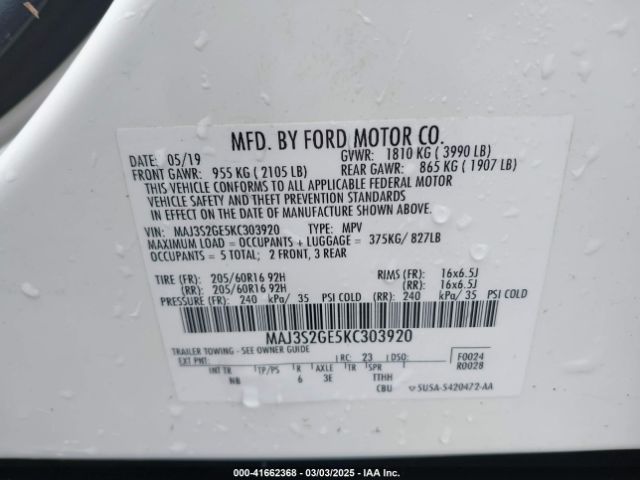 MFD. BY FORD MOTOR CO.
DATE: 05/19 GVWR: 1810 KG ( 3990 LB)
FRONT GAWR: 955 KG ( 2105 LB) REAR GAWR: 865 KG ( 1907 LB)
THIS VEHICLE CONFORMS TO ALL APPLICABLE FEDERAL MOTOR
VEHICLE SAFETY AND THEFT PREVENTION STANDARDS
IN EFFECT ON THE DATE OF MANUFACTURE SHOWN ABOVE.
VIN: MAJ3S2GE5KC303920 TYPE: MPV
MAXIMUM LOAD = OCCUPANTS + LUGGAGE = 375KG/ 827LB
OCCUPANTS = 5 TOTAL; 2 FRONT, 3 REAR
TIRE (FR): 205/60R16 92H RIMS (FR): 16x6.5J
(RR): 205/60R16 92H (RR): 16x6.5J
PRESSURE (FR): 240 kPa/ 35 PSI COLD (RR): 240 kPa/ 35 PSI COLD
MAJ3S2GE5KC303920
TRAILER TOWING - SEE OWNER GUIDE
EXT PNT: RC: 23 DSO: F0024
INT TR TP/PS R AXLE TR SPR R0028
NB 6 3E TTHH
CBU SUSA-5420472-AA
000-41662368 - 03/03/2025 - IAA Inc.